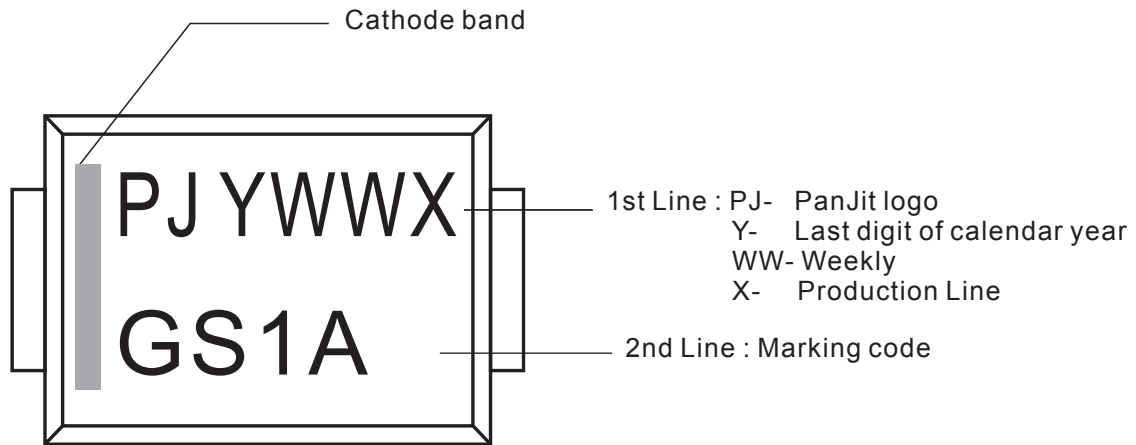 Cathode band
PJ YWWX
1st Line : PJ- PanJit logo
Y- Last digit of calendar year
WW- Weekly
X- Production Line
GS1A
2nd Line : Marking code